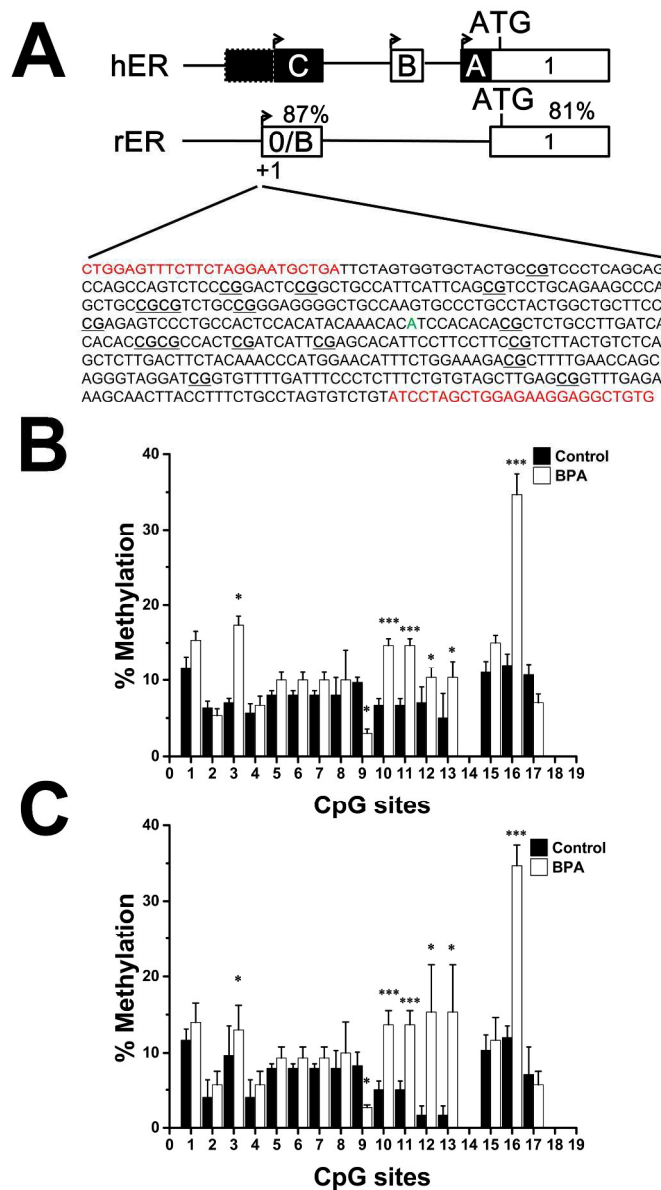 A
ATG
hER
C
B
A
1
ATG
87%
81%
rER
0/B
1
+1
CTGGAGTTTCTTCTAGGAATGCTGATTCTAGTGGTGCTACTGCCGTCCCTCAGCAG
CCAGCCAGTCTCCCGGACTCCGGCTGCCATTCATTCAGCGTCCTGCAGAAGCCCA
GCTGCCGCGTCTGCCGGGAGGGGCTGCCAAGTGCCCTGCCTACTGGCTGCTTCC
CGAGAGTCCCTGCCACTCCACATACAAACACATCCACACACGCTCTGCCTTGATCA
CACACCGCGCCACTCGATCATTCGAGCACATTCCTTCCTTCCGTCTTACTGTCTCA
GCTCTTGACTTCTACAAACCCATGGAACATTTCTGGAAAGACGCTTTTGAACCAGC
AGGGTAGGATCGGTGTTTTGATTTCCCTCTTTCTGTGTAGCTTGAGCGGTTTGAGA
AAGCAACTTACCTTTCTGCCTAGTGTCTGTATCCTAGCTGGAGAAGGAGGCTGTG
B
40
30
20
10
0
% Methylation
Control
BPA
*
*
***
***
*
*
***
0 1 2 3 4 5 6 7 8 9 10 11 12 13 14 15 16 17 18 19
CpG sites
C
40
30
20
10
0
% Methylation
Control
BPA
*
*
***
***
*
*
***
0 1 2 3 4 5 6 7 8 9 10 11 12 13 14 15 16 17 18 19
CpG sites